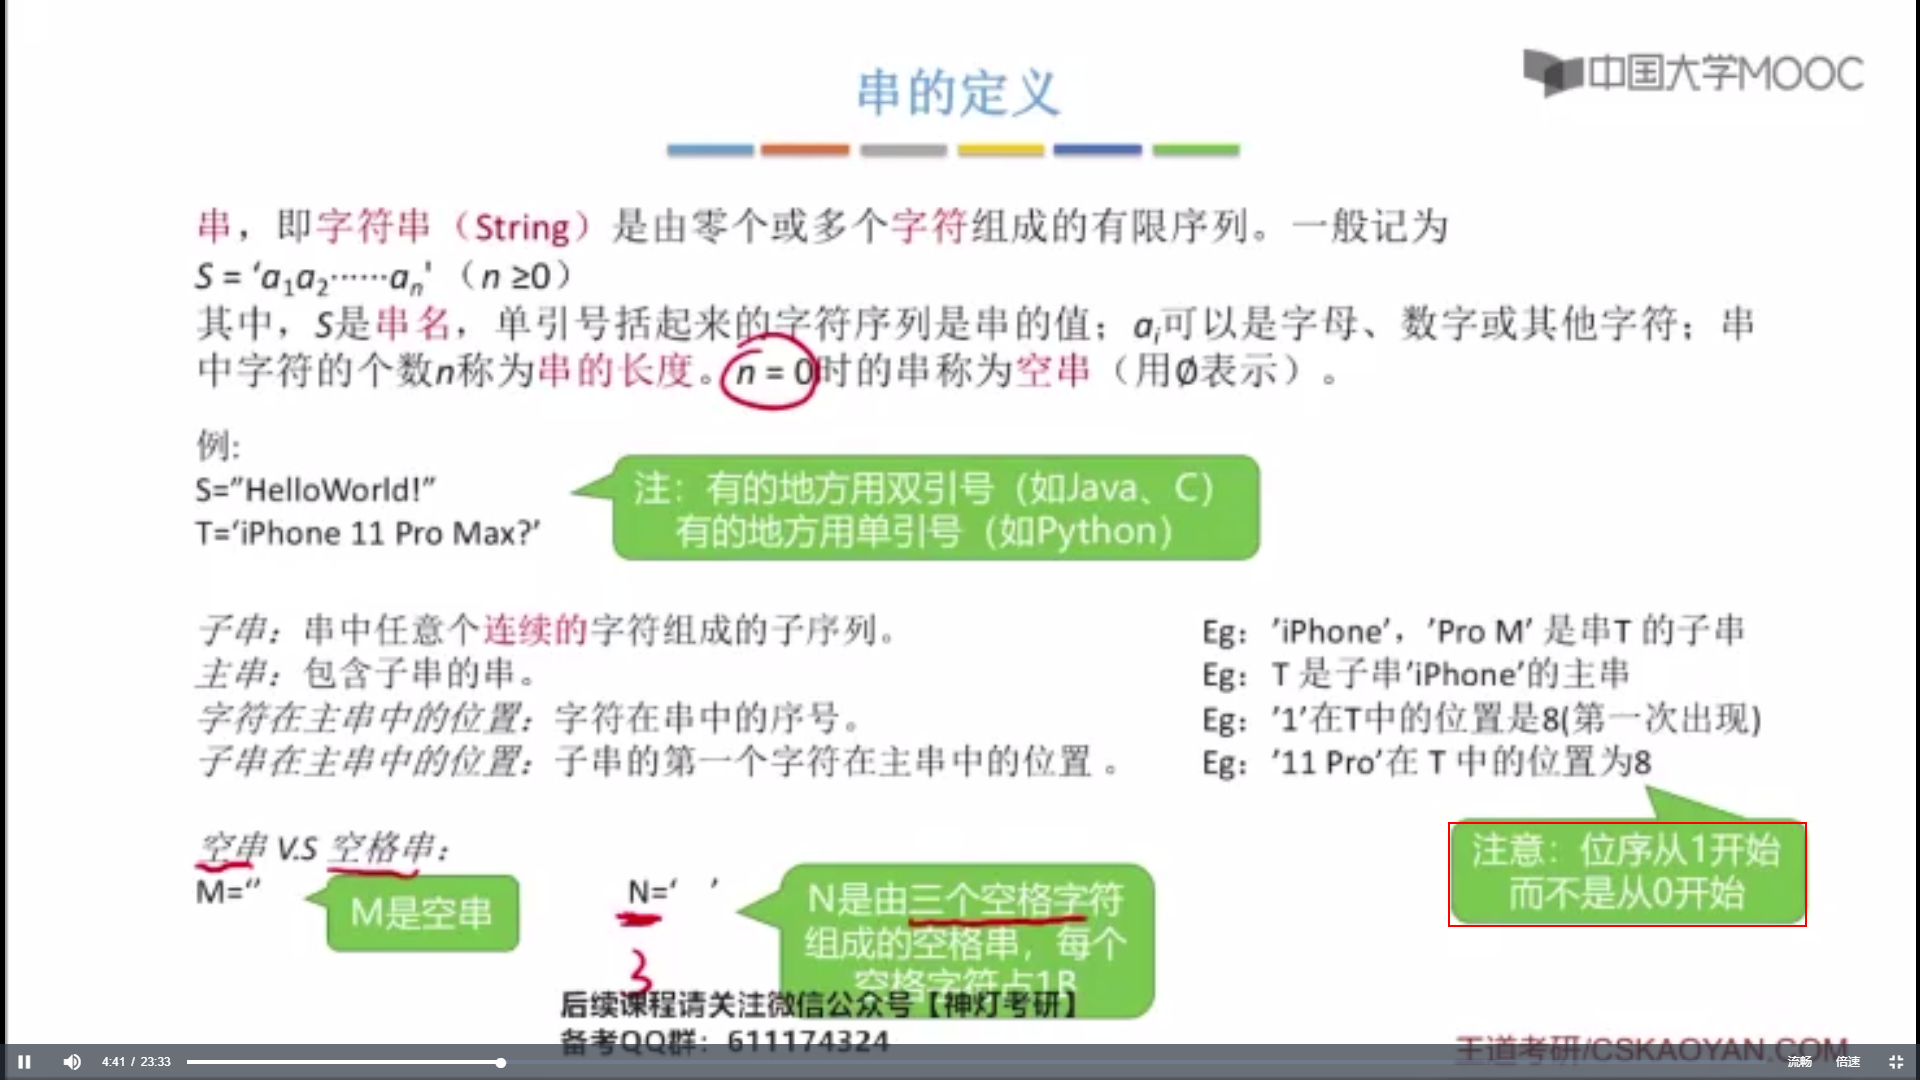 中国大学MOOC
串的定义
串，即字符串（String）是由零个或多个字符组成的有限序列。一般记为
S = ‘a₁a₂······aₙ' （n ≥0）
其中，S是串名，单引号括起来的字符序列是串的值；aᵢ可以是字母、数字或其他字符；串
中字符的个数n称为串的长度。n = 0时的串称为空串（用∅表示）。
例:
S=”HelloWorld!”
T=‘iPhone 11 Pro Max?’
注：有的地方用双引号（如Java、C）
有的地方用单引号（如Python）
子串：串中任意个连续的字符组成的子序列。
主串：包含子串的串。
字符在主串中的位置：字符在串中的序号。
子串在主串中的位置：子串的第一个字符在主串中的位置 。
Eg：’iPhone’，’Pro M’ 是串T 的子串
Eg：T 是子串’iPhone’的主串
Eg：’1’在T中的位置是8(第一次出现)
Eg：’11 Pro’在 T 中的位置为8
注意：位序从1开始
而不是从0开始
空串 V.S 空格串：
M=‘’
M是空串
N=‘   ’
3
N是由三个空格字符
组成的空格串，每个
空格字符占1B
后续课程请关注微信公众号【神灯考研】
备考QQ群：611174324
王道考研/CSKAOYAN.COM
4:41 / 23:33
流畅
倍速